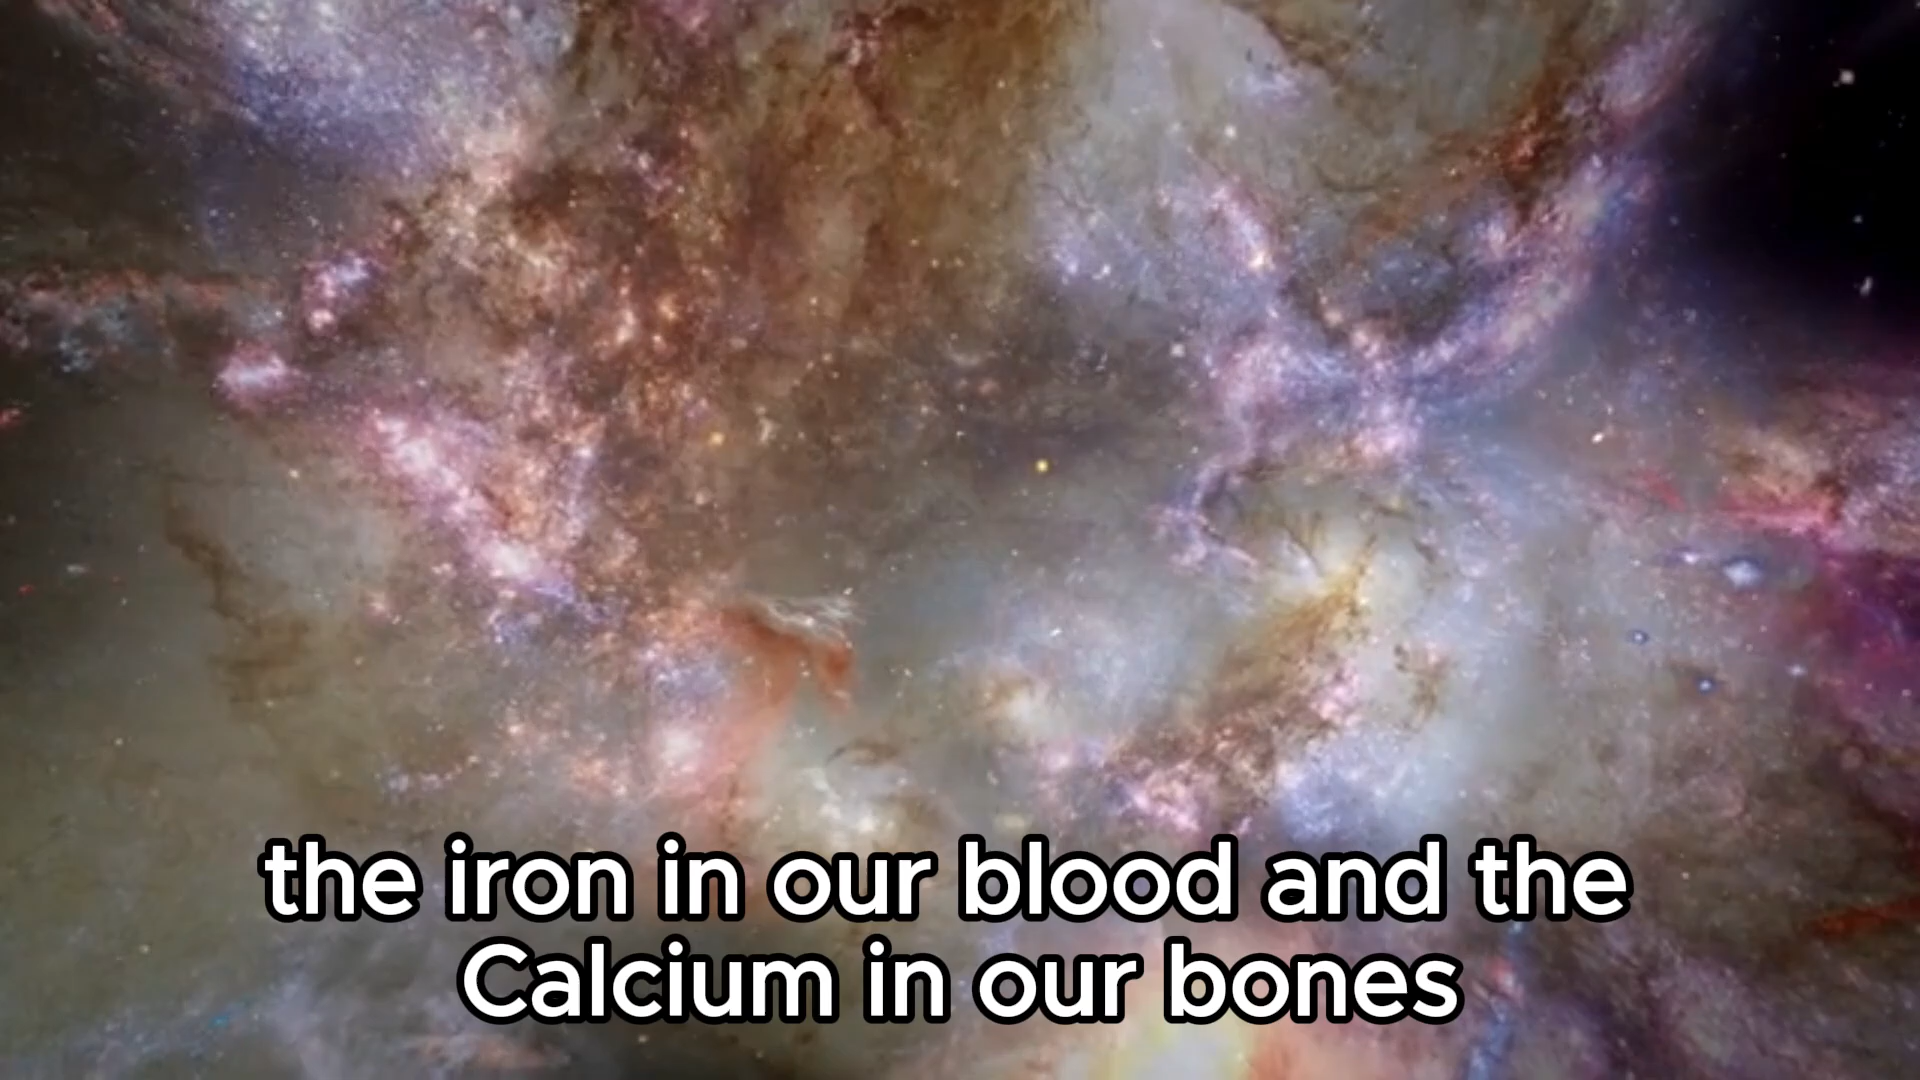 the iron in our blood and the
Calcium in our bones